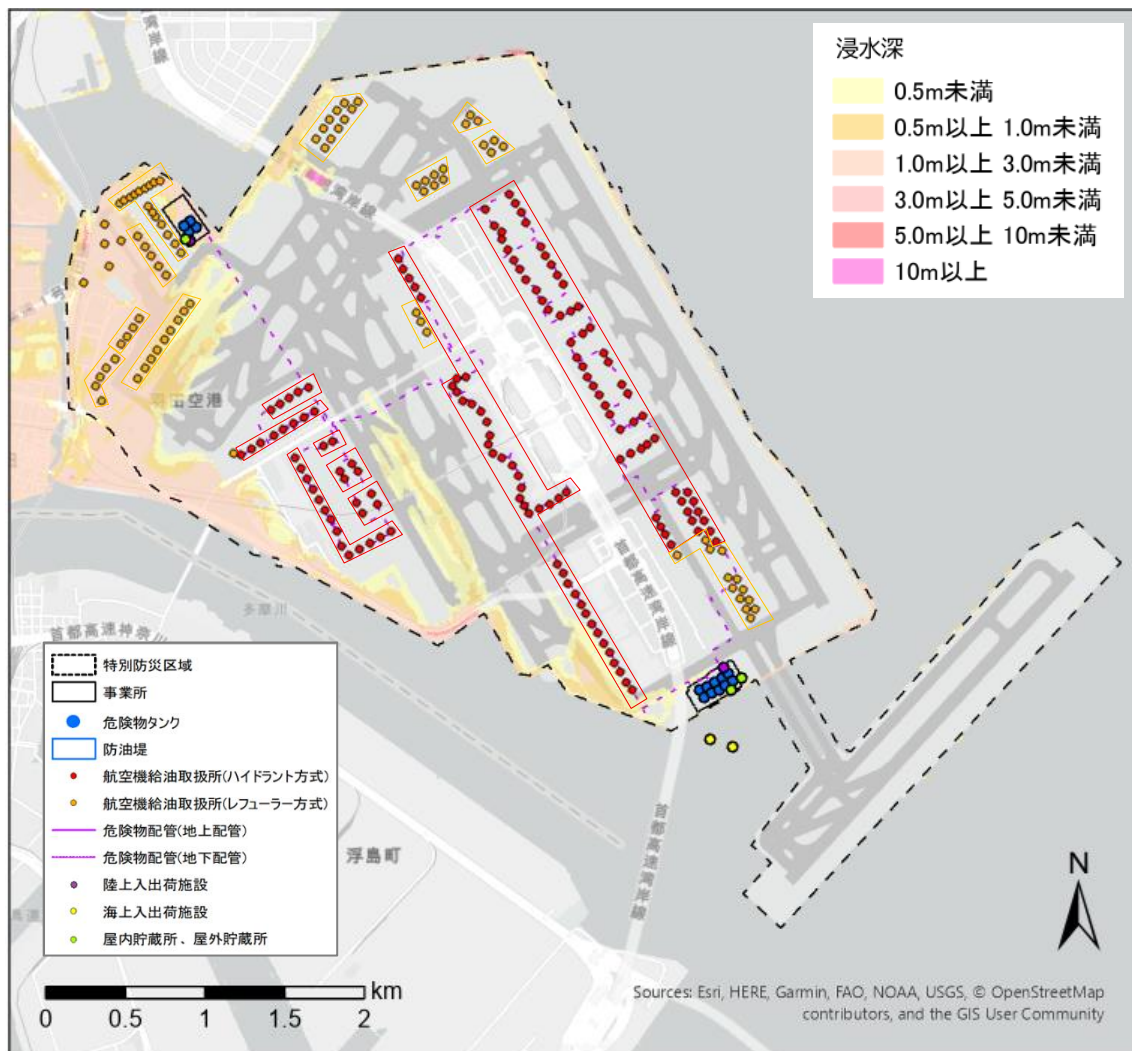 湾岸線
浸水深
0.5m未満
0.5m以上 1.0m未満
1.0m以上 3.0m未満
3.0m以上 5.0m未満
5.0m以上 10m未満
10m以上
湾岸線
羽田空港
首都高速湾岸線
多摩川
首都高速神奈川
特別防災区域
事業所
危険物タンク
防油堤
航空機給油取扱所(ハイドラント方式)
航空機給油取扱所(レフューラー方式)
危険物配管(地上配管)
危険物配管(地下配管)
陸上入出荷施設
海上入出荷施設
屋内貯蔵所、屋外貯蔵所
浮島町
首都高速湾岸線
N
km
0 0.5 1 1.5 2
Sources: Esri, HERE, Garmin, FAO, NOAA, USGS, © OpenStreetMap
contributors, and the GIS User Community